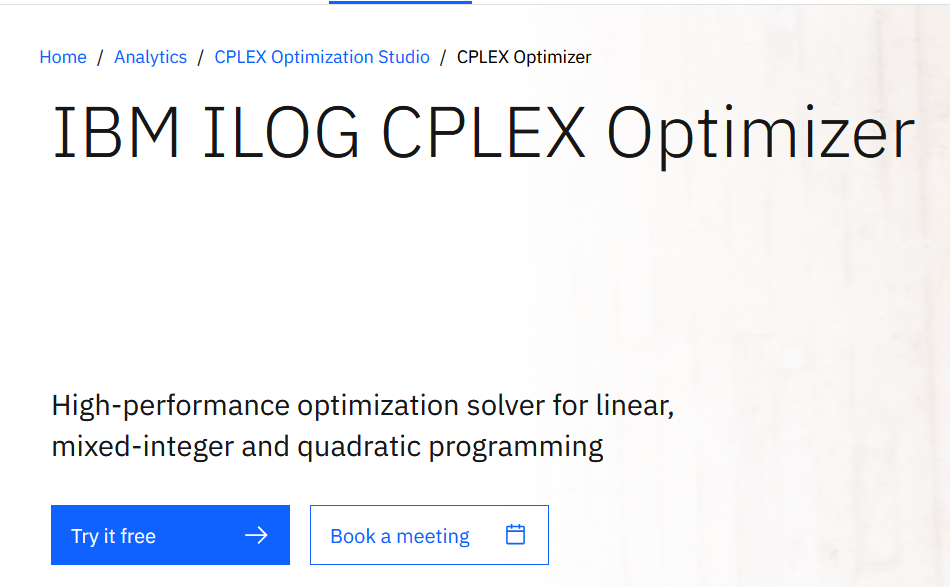 Home / Analytics / CPLEX Optimization Studio / CPLEX Optimizer
IBM ILOG CPLEX Optimizer
High-performance optimization solver for linear,
mixed-integer and quadratic programming
Try it free
Book a meeting